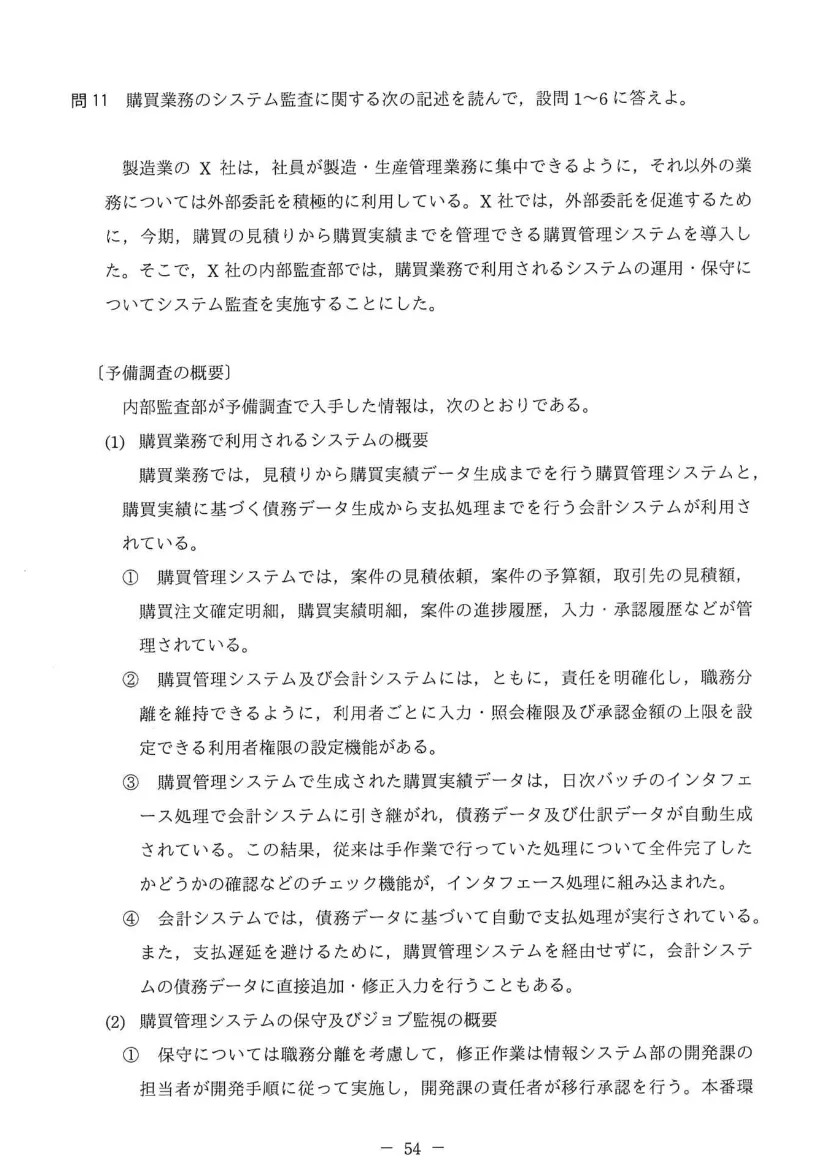 問11　購買業務のシステム監査に関する次の記述を読んで，設問1～6に答えよ。
製造業の X 社は，社員が製造・生産管理業務に集中できるように，それ以外の業
務については外部委託を積極的に利用している。X 社では，外部委託を促進するため
に，今期，購買の見積りから購買実績までを管理できる購買管理システムを導入し
た。そこで，X 社の内部監査部では，購買業務で利用されるシステムの運用・保守に
ついてシステム監査を実施することにした。
〔予備調査の概要〕
内部監査部が予備調査で入手した情報は，次のとおりである。
(1) 購買業務で利用されるシステムの概要
購買業務では，見積りから購買実績データ生成までを行う購買管理システムと，
購買実績に基づく債務データ生成から支払処理までを行う会計システムが利用さ
れている。
① 購買管理システムでは，案件の見積依頼，案件の予算額，取引先の見積額，
購買注文確定明細，購買実績明細，案件の進捗履歴，入力・承認履歴などが管
理されている。
② 購買管理システム及び会計システムには，ともに，責任を明確化し，職務分
離を維持できるように，利用者ごとに入力・照会権限及び承認金額の上限を設
定できる利用者権限の設定機能がある。
③ 購買管理システムで生成された購買実績データは，日次バッチのインタフェ
ース処理で会計システムに引き継がれ，債務データ及び仕訳データが自動生成
されている。この結果，従来は手作業で行っていた処理について全件完了した
かどうかの確認などのチェック機能が，インタフェース処理に組み込まれた。
④ 会計システムでは，債務データに基づいて自動で支払処理が実行されている。
また，支払遅延を避けるために，購買管理システムを経由せずに，会計システ
ムの債務データに直接追加・修正入力を行うこともある。
(2) 購買管理システムの保守及びジョブ監視の概要
① 保守については職務分離を考慮して，修正作業は情報システム部の開発課の
担当者が開発手順に従って実施し，開発課の責任者が移行承認を行う。本番環
－ 54 －